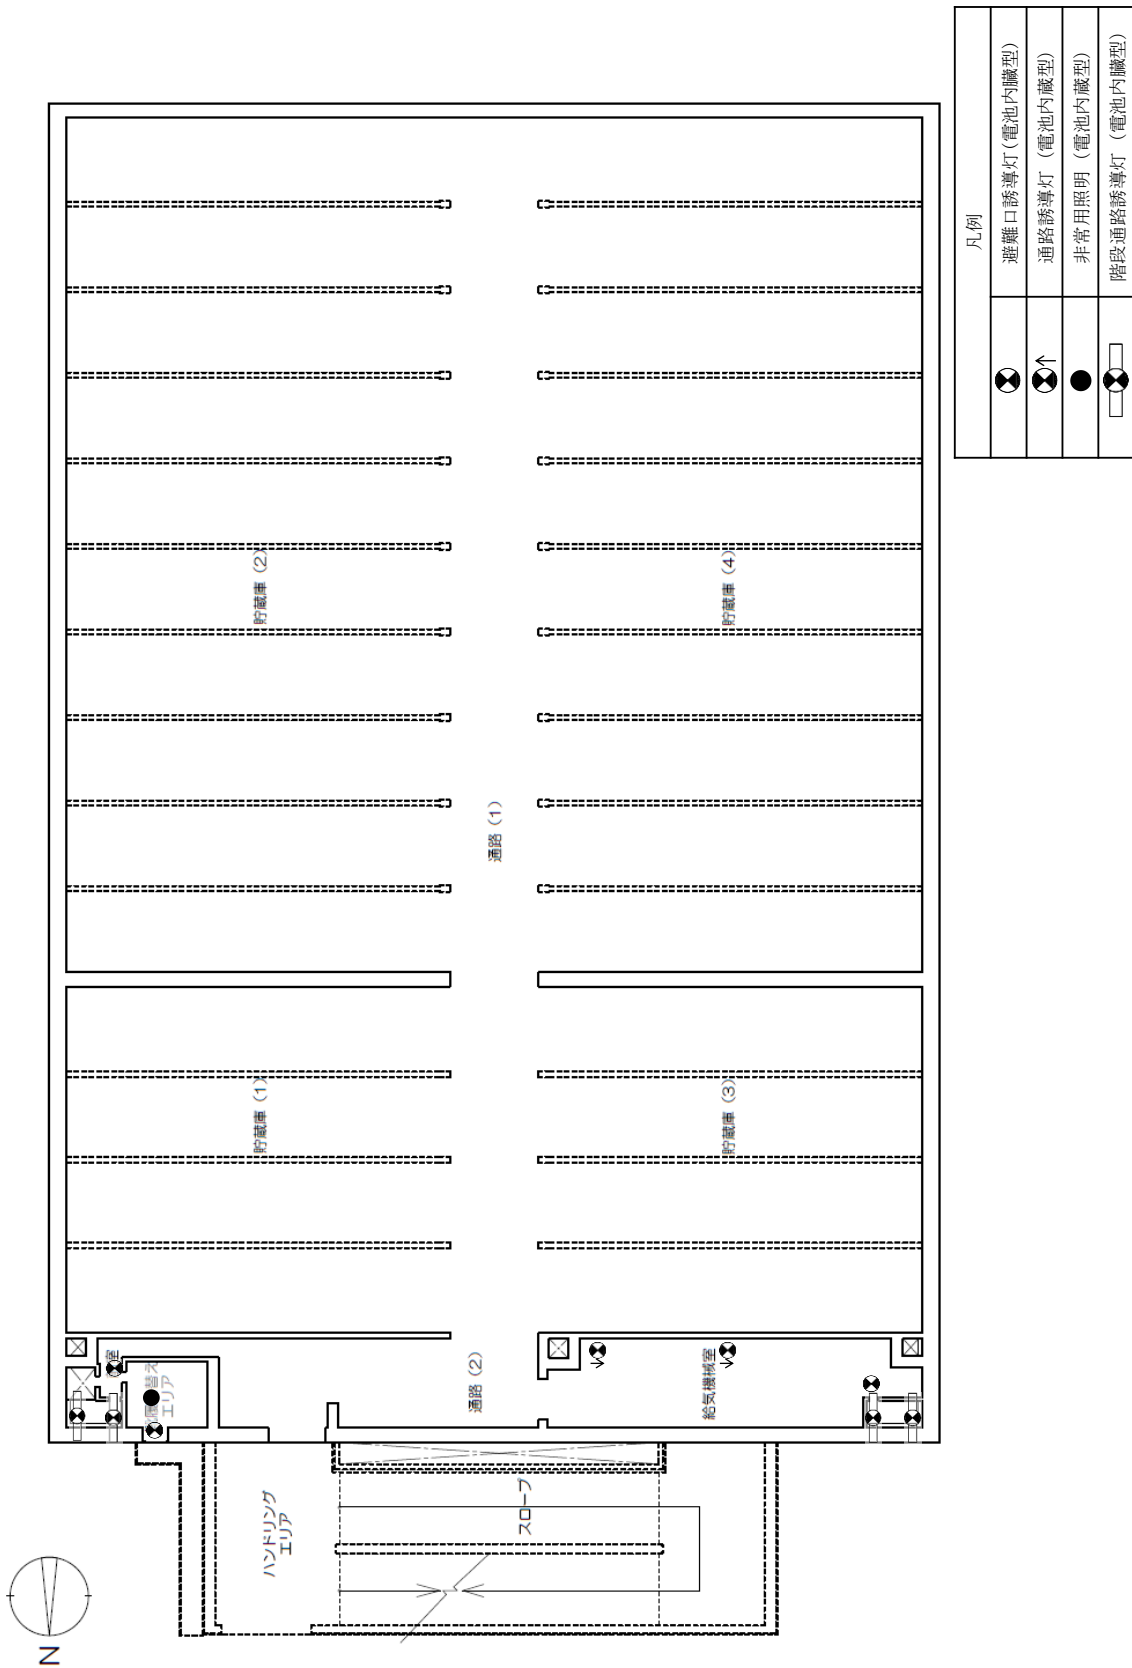 凡例
避難口誘導灯(電池内臓型)
通路誘導灯（電池内蔵型）
非常用照明（電池内蔵型）
階段通路誘導灯（電池内臓型）
貯蔵庫（2）
貯蔵庫（4）
通路（1）
貯蔵庫（1）
貯蔵庫（3）
室
替え
エリア
通路（2）
給気機械室
ハンドリング
エリア
スロープ
N